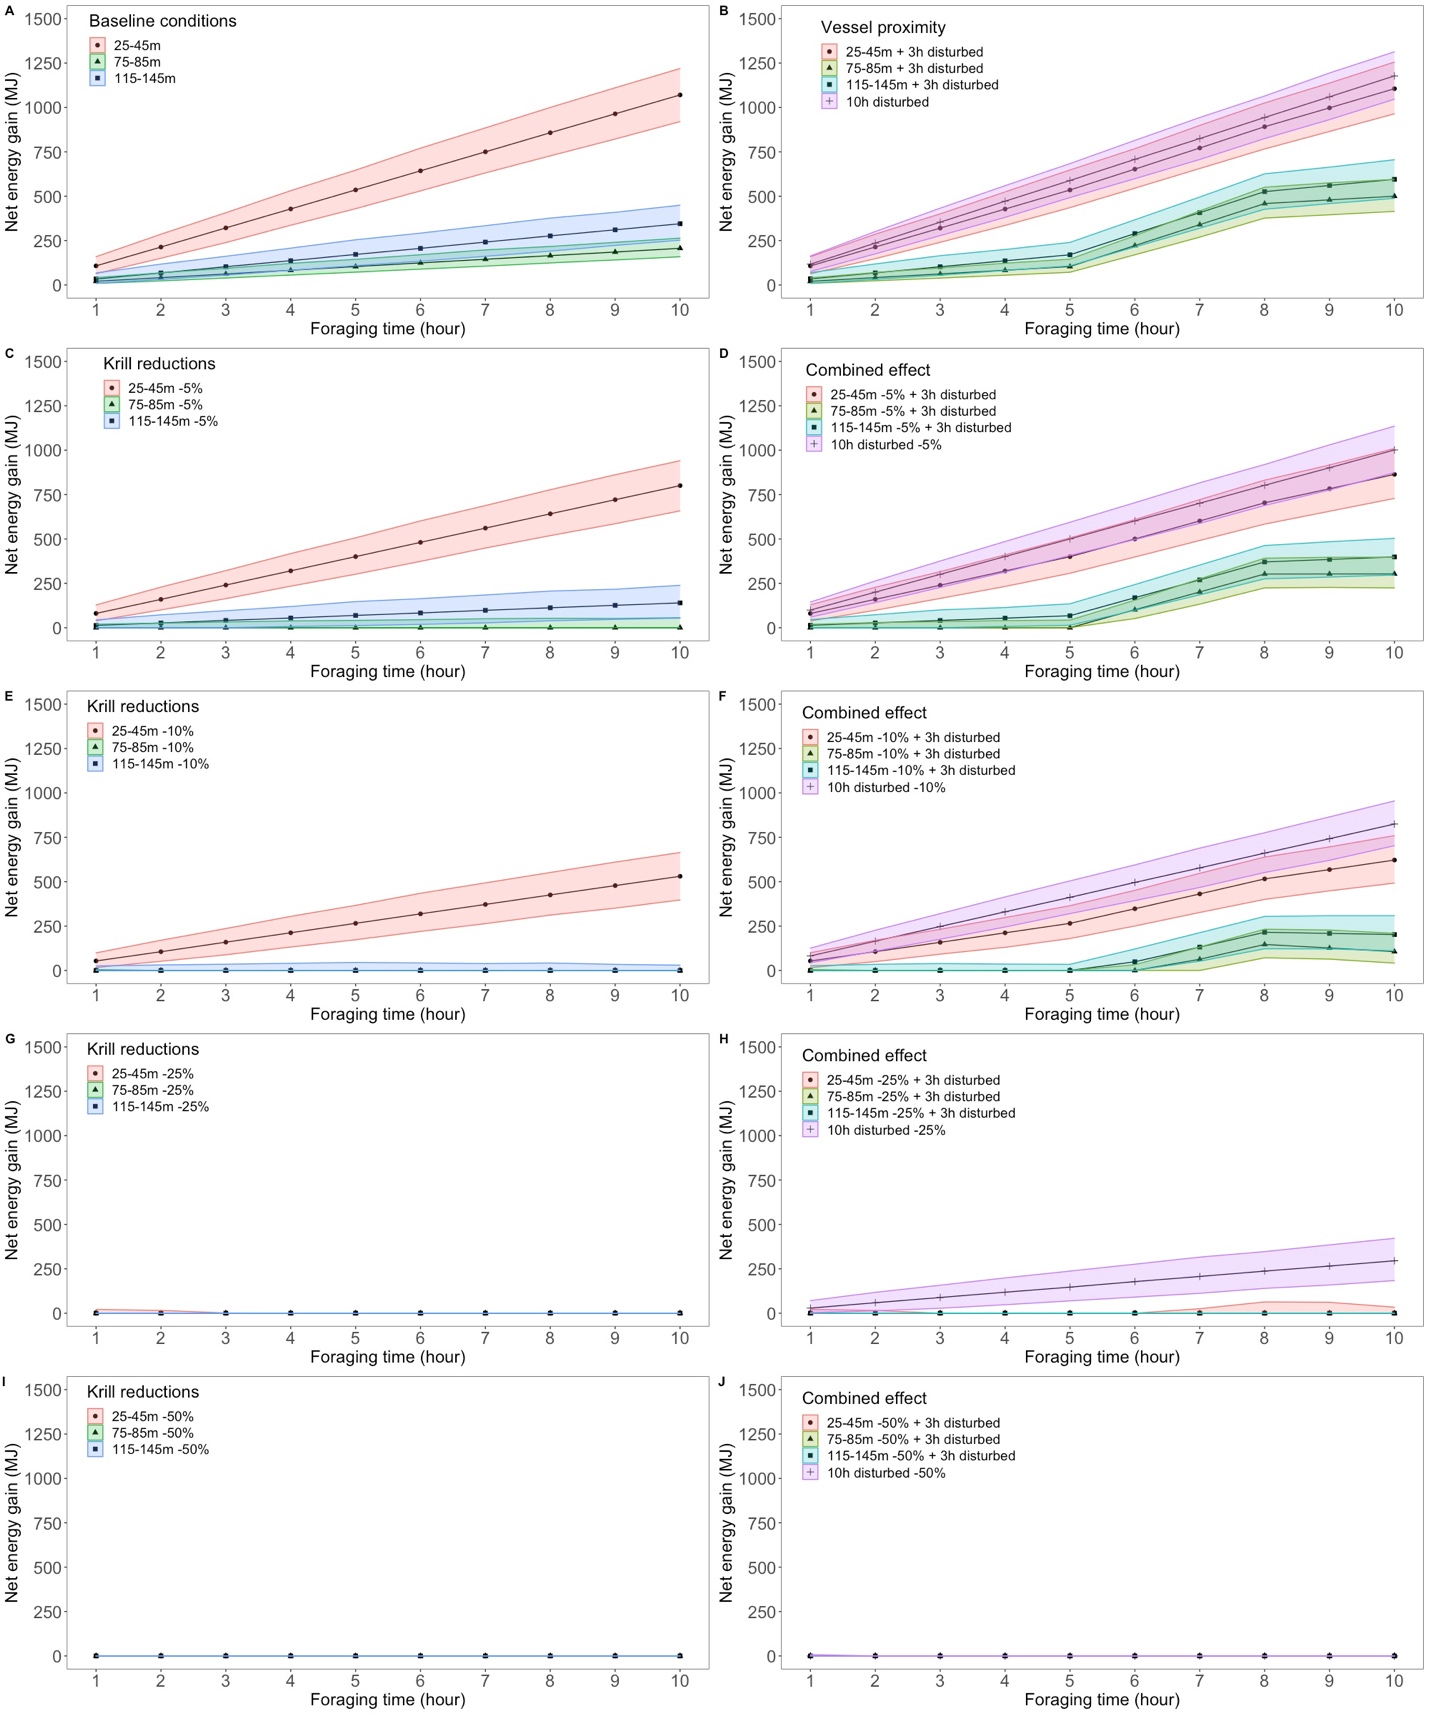 A
Baseline conditions
25-45m
75-85m
115-145m
Net energy gain (MJ)
1500
1250
1000
750
500
250
0
1 2 3 4 5 6 7 8 9 10
Foraging time (hour)
B
Vessel proximity
25-45m + 3h disturbed
75-85m + 3h disturbed
115-145m + 3h disturbed
10h disturbed
Net energy gain (MJ)
1500
1250
1000
750
500
250
0
1 2 3 4 5 6 7 8 9 10
Foraging time (hour)
C
Krill reductions
25-45m -5%
75-85m -5%
115-145m -5%
Net energy gain (MJ)
1500
1250
1000
750
500
250
0
1 2 3 4 5 6 7 8 9 10
Foraging time (hour)
D
Combined effect
25-45m -5% + 3h disturbed
75-85m -5% + 3h disturbed
115-145m -5% + 3h disturbed
10h disturbed -5%
Net energy gain (MJ)
1500
1250
1000
750
500
250
0
1 2 3 4 5 6 7 8 9 10
Foraging time (hour)
E
Krill reductions
25-45m -10%
75-85m -10%
115-145m -10%
Net energy gain (MJ)
1500
1250
1000
750
500
250
0
1 2 3 4 5 6 7 8 9 10
Foraging time (hour)
F
Combined effect
25-45m -10% + 3h disturbed
75-85m -10% + 3h disturbed
115-145m -10% + 3h disturbed
10h disturbed -10%
Net energy gain (MJ)
1500
1250
1000
750
500
250
0
1 2 3 4 5 6 7 8 9 10
Foraging time (hour)
G
Krill reductions
25-45m -25%
75-85m -25%
115-145m -25%
Net energy gain (MJ)
1500
1250
1000
750
500
250
0
1 2 3 4 5 6 7 8 9 10
Foraging time (hour)
H
Combined effect
25-45m -25% + 3h disturbed
75-85m -25% + 3h disturbed
115-145m -25% + 3h disturbed
10h disturbed -25%
Net energy gain (MJ)
1500
1250
1000
750
500
250
0
1 2 3 4 5 6 7 8 9 10
Foraging time (hour)
I
Krill reductions
25-45m -50%
75-85m -50%
115-145m -50%
Net energy gain (MJ)
1500
1250
1000
750
500
250
0
1 2 3 4 5 6 7 8 9 10
Foraging time (hour)
J
Combined effect
25-45m -50% + 3h disturbed
75-85m -50% + 3h disturbed
115-145m -50% + 3h disturbed
10h disturbed -50%
Net energy gain (MJ)
1500
1250
1000
750
500
250
0
1 2 3 4 5 6 7 8 9 10
Foraging time (hour)